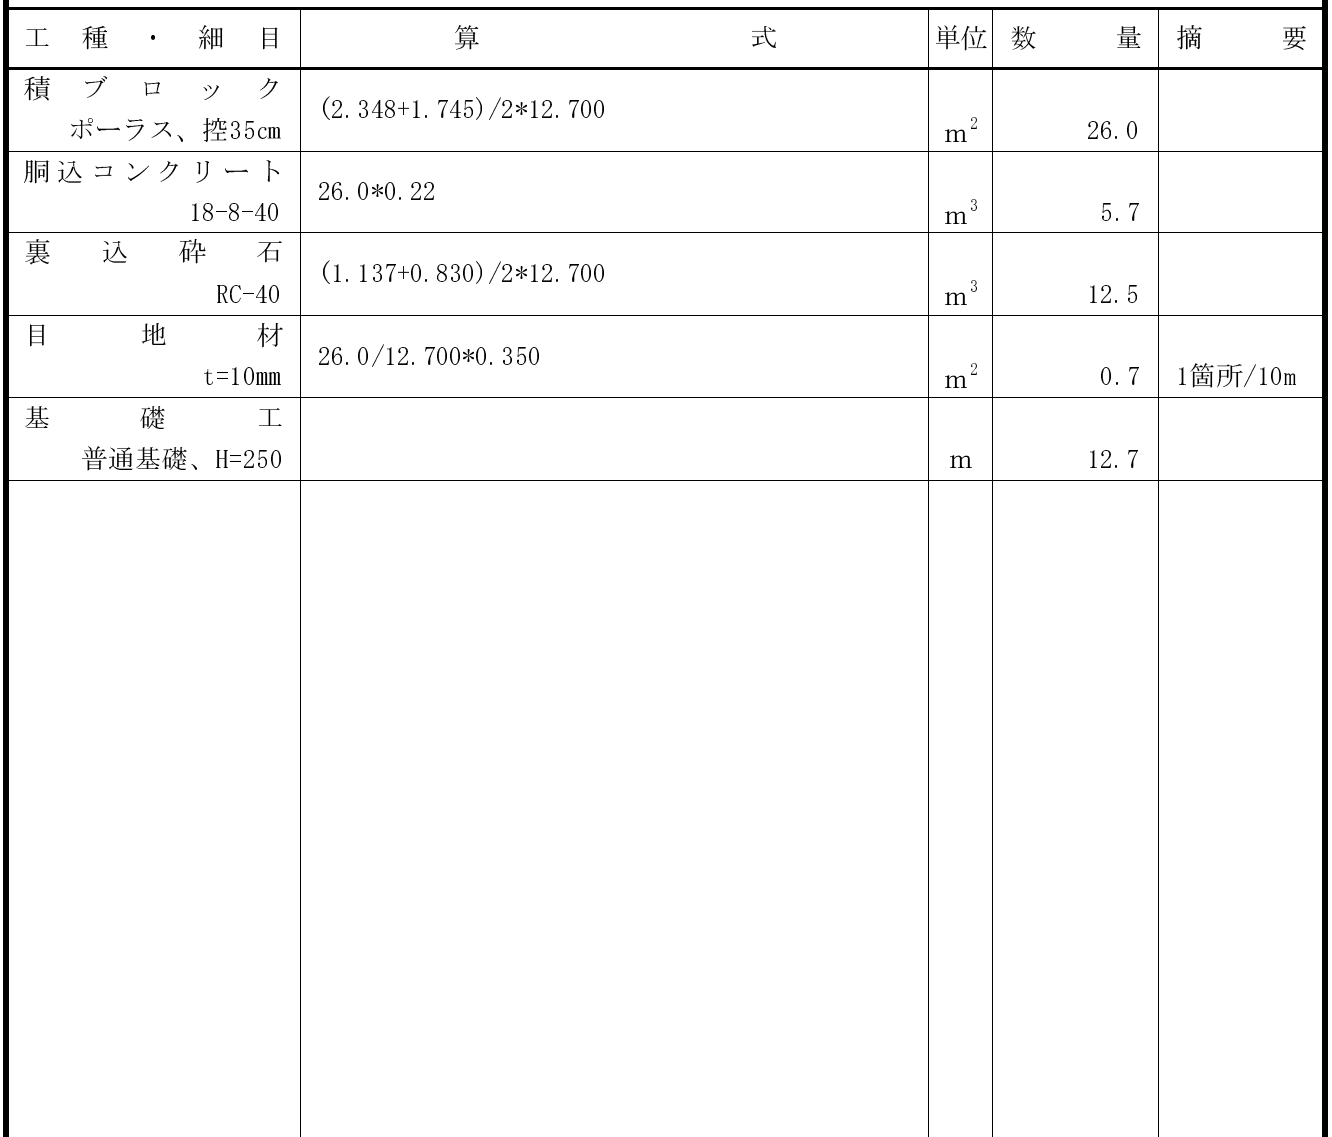 工種・細目 算式 単位 数量 摘要
積ブロック
ポーラス、控35cm (2.348+1.745)/2*12.700 m2 26.0
胴込コンクリート
18-8-40 26.0*0.22 m3 5.7
裏込砕石
RC-40 (1.137+0.830)/2*12.700 m3 12.5
目地材
t=10mm 26.0/12.700*0.350 m2 0.7 1箇所/10m
基礎工
普通基礎、H=250 m 12.7